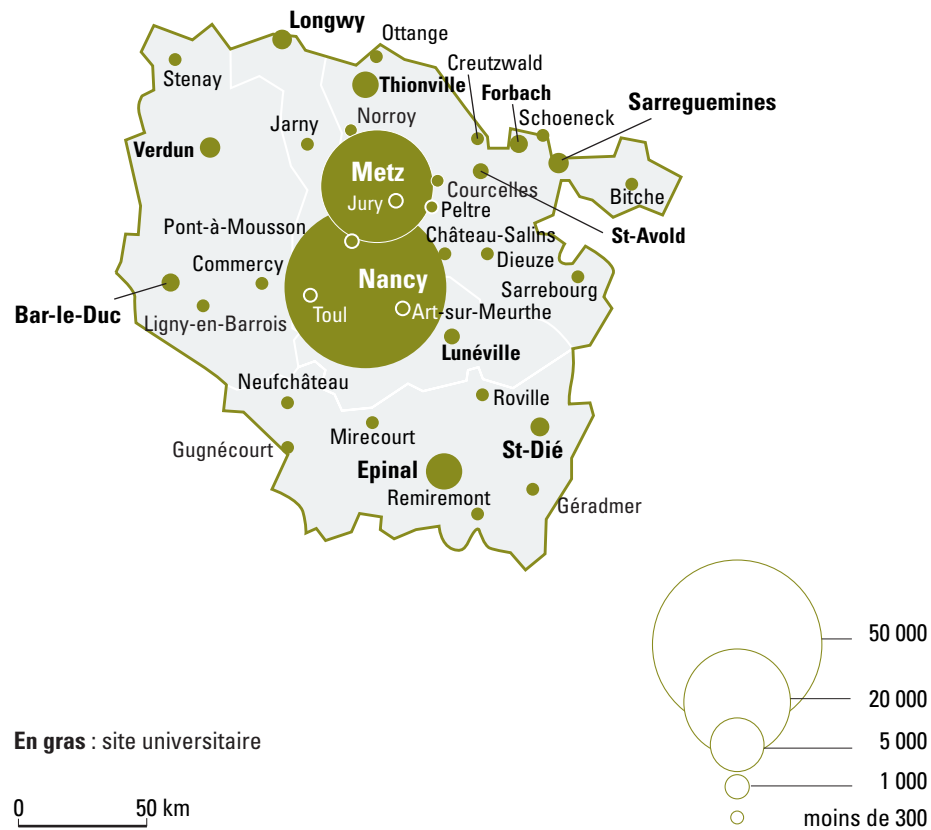 Longwy
Ottange
Stenay
Creutzwald
Thionville
Forbach
Sarreguemines
Schoeneck
Norroy
Jarny
Verdun
Metz
Jury
Courcelles
Bitche
Peltre
Pont-à-Mousson
Château-Salins
St-Avold
Commercy
Nancy
Dieuze
Sarrebourg
Bar-le-Duc
Ligny-en-Barrois
Toul
Art-sur-Meurthe
Lunéville
Neufchâteau
Roville
Gugnécourt
Mirecourt
St-Dié
Epinal
Remiremont
Géradmer
50 000
20 000
5 000
1 000
moins de 300
En gras : site universitaire
0 50 km